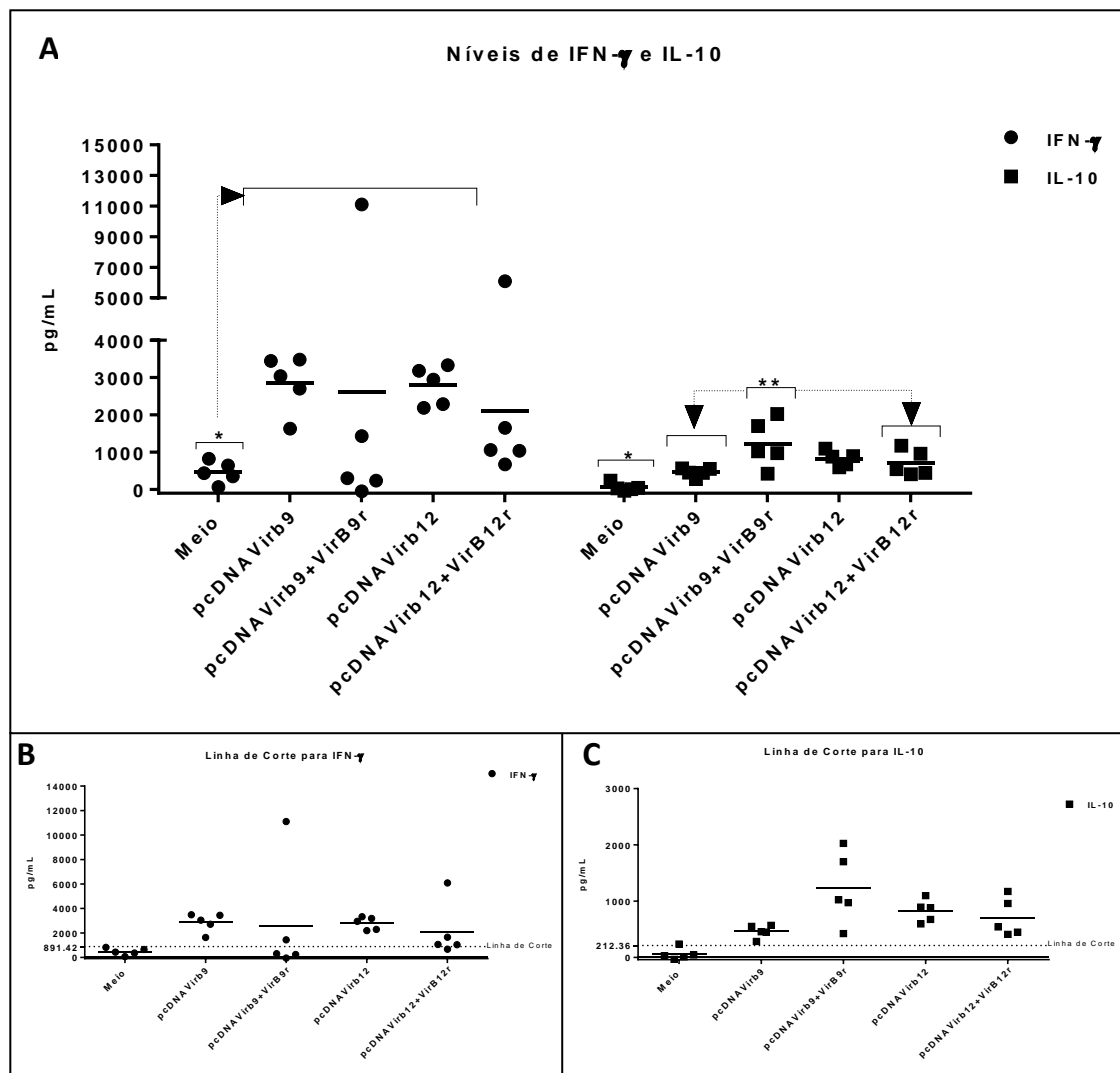 A
Níveis de IFN-γ e IL-10
IFN-γ
IL-10
pg/mL
15000
13000
11000
9000
7000
5000
4000
3000
2000
1000
0
*
*
**
Meio
pcDNAVirb9
pcDNAVirb9+VirB9r
pcDNAVirb12
pcDNAVirb12+VirB12r
Meio
pcDNAVirb9
pcDNAVirb9+VirB9r
pcDNAVirb12
pcDNAVirb12+VirB12r
B
Linha de Corte para IFN-γ
IFN-γ
pg/mL
14000
12000
10000
8000
6000
4000
2000
891.42
0
Linha de Corte
Meio
pcDNAVirb9
pcDNAVirb9+VirB9r
pcDNAVirb12
pcDNAVirb12+VirB12r
C
Linha de Corte para IL-10
IL-10
pg/mL
3000
2000
1000
212.36
0
Linha de Corte
Meio
pcDNAVirb9
pcDNAVirb9+VirB9r
pcDNAVirb12
pcDNAVirb12+VirB12r